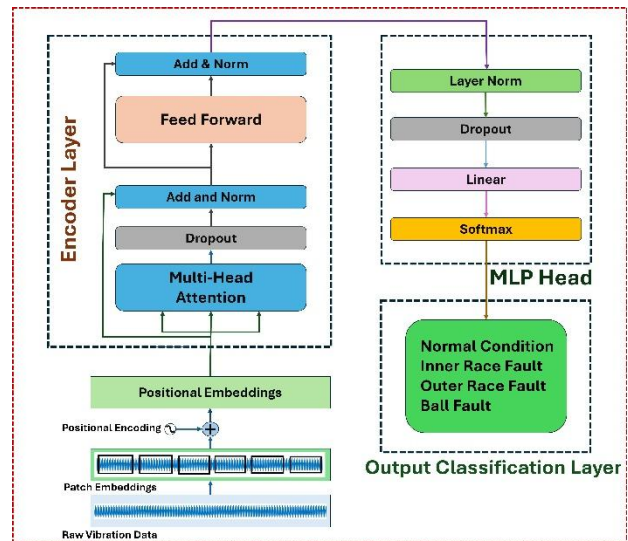 Encoder Layer
Add & Norm
Feed Forward
Add and Norm
Dropout
Multi-Head
Attention
Positional Embeddings
Positional Encoding
Patch Embeddings
Raw Vibration Data
Layer Norm
Dropout
Linear
Softmax
MLP Head
Normal Condition
Inner Race Fault
Outer Race Fault
Ball Fault
Output Classification Layer